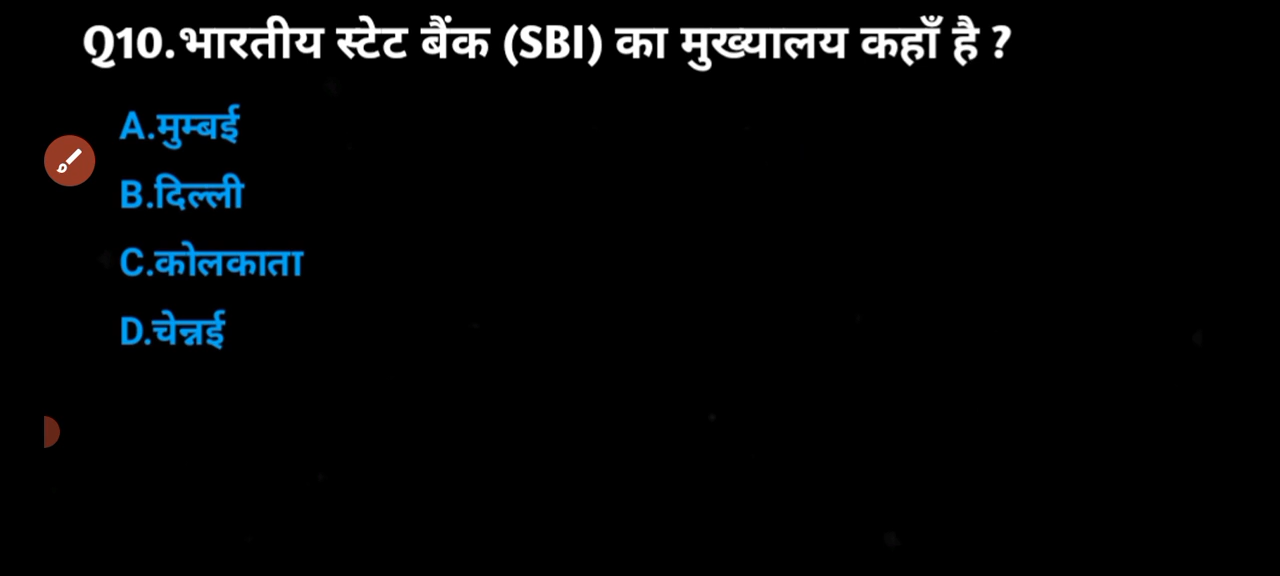 Q10.भारतीय स्टेट बैंक (SBI) का मुख्यालय कहाँ है ?
A.मुम्बई
B.दिल्ली
C.कोलकाता
D.चेन्नई